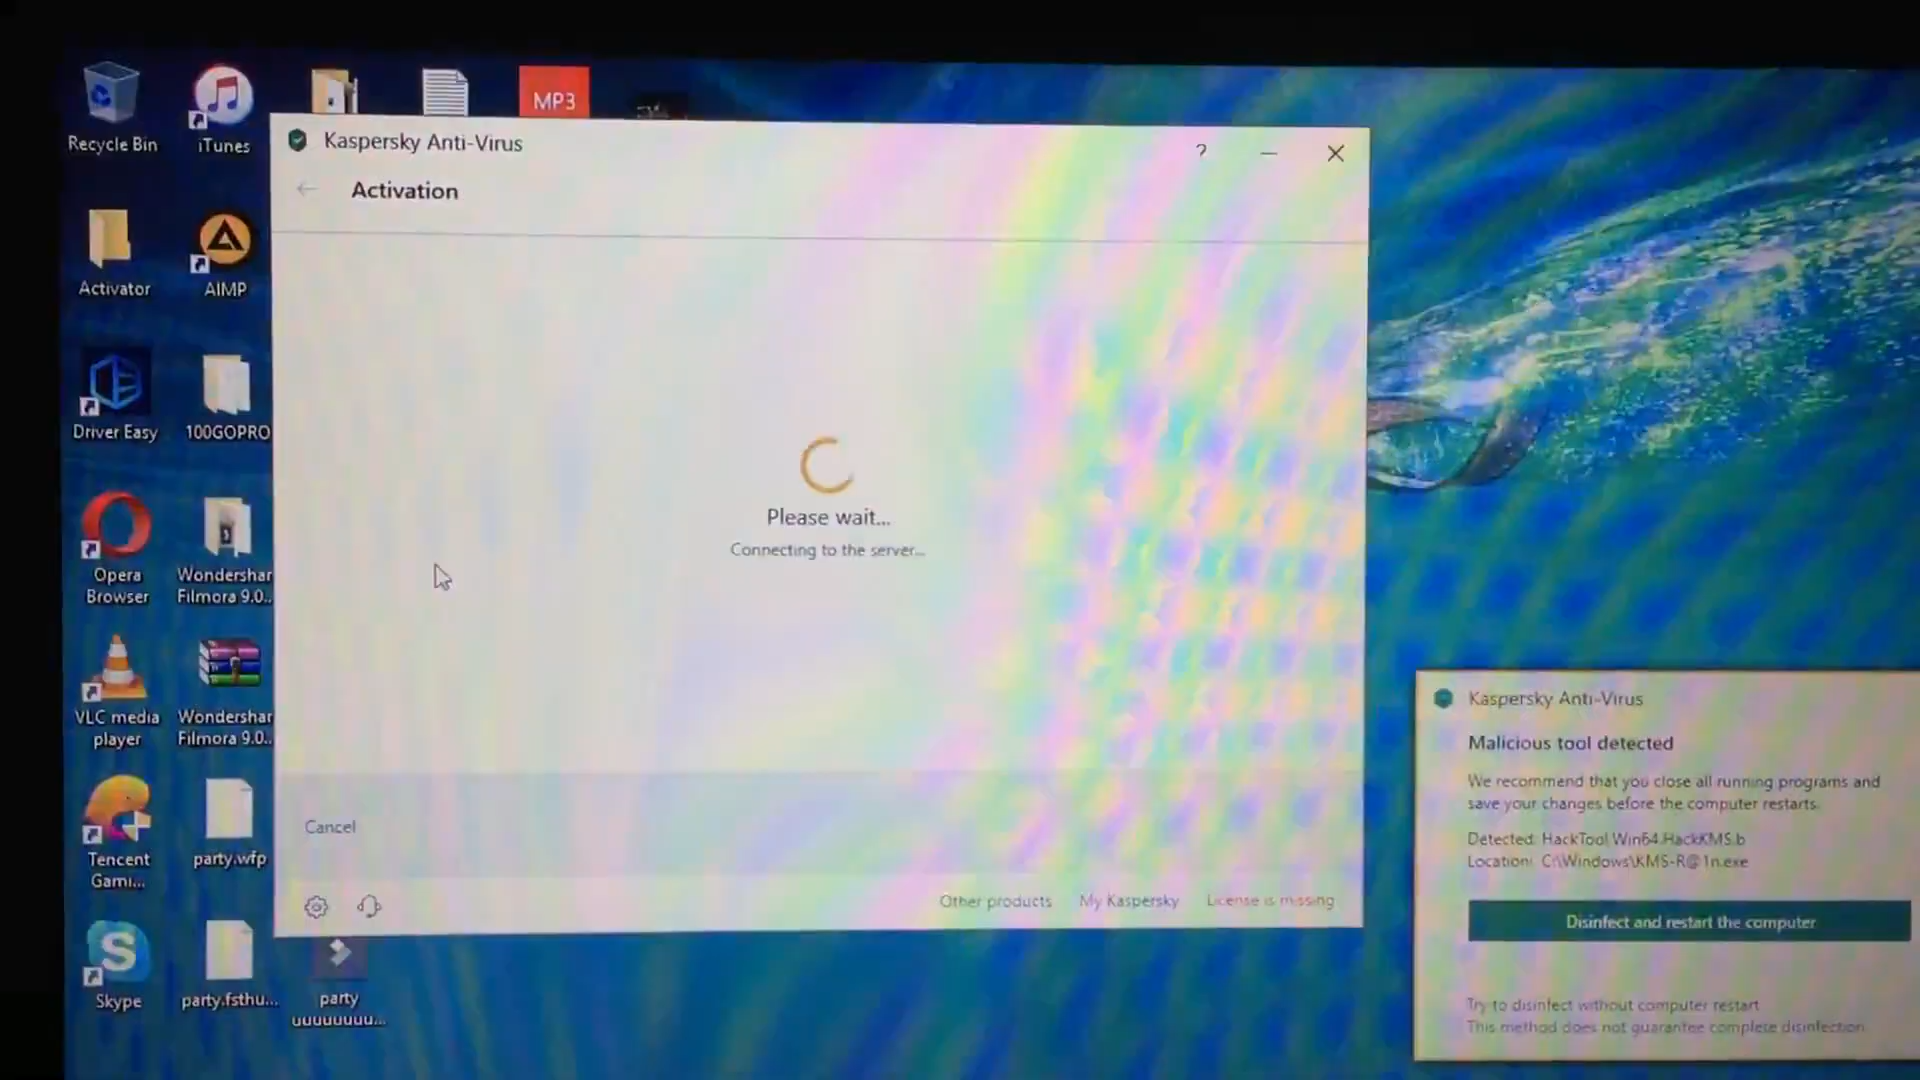 Recycle Bin
iTunes
MP3
Activator
AIMP
Driver Easy
100GOPRO
Opera
Browser
Wondershar
Filmora 9.0..
VLC media
player
Wondershar
Filmora 9.0..
Tencent
Gami...
party.wfp
Skype
party.fsthu...
party
uuuuuuuu...
Kaspersky Anti-Virus
?
Activation
Please wait...
Connecting to the server...
Cancel
Other products
My Kaspersky
License is missing
Kaspersky Anti-Virus
Malicious tool detected
We recommend that you close all running programs and
save your changes before the computer restarts.
Detected: HackTool.Win64.HackKMS.b
Location: C:\Windows\KMS-R@1n.exe
Disinfect and restart the computer
Try to disinfect without computer restart
This method does not guarantee complete disinfection.